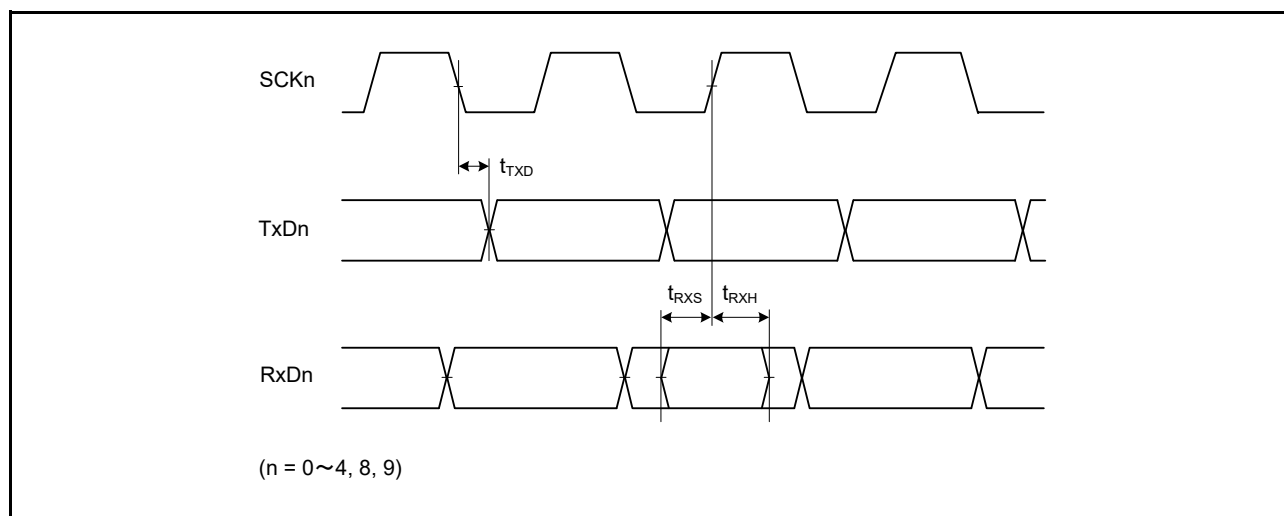 SCKn
tTXD
TxDn
tRXS tRXH
RxDn
(n = 0～4, 8, 9)